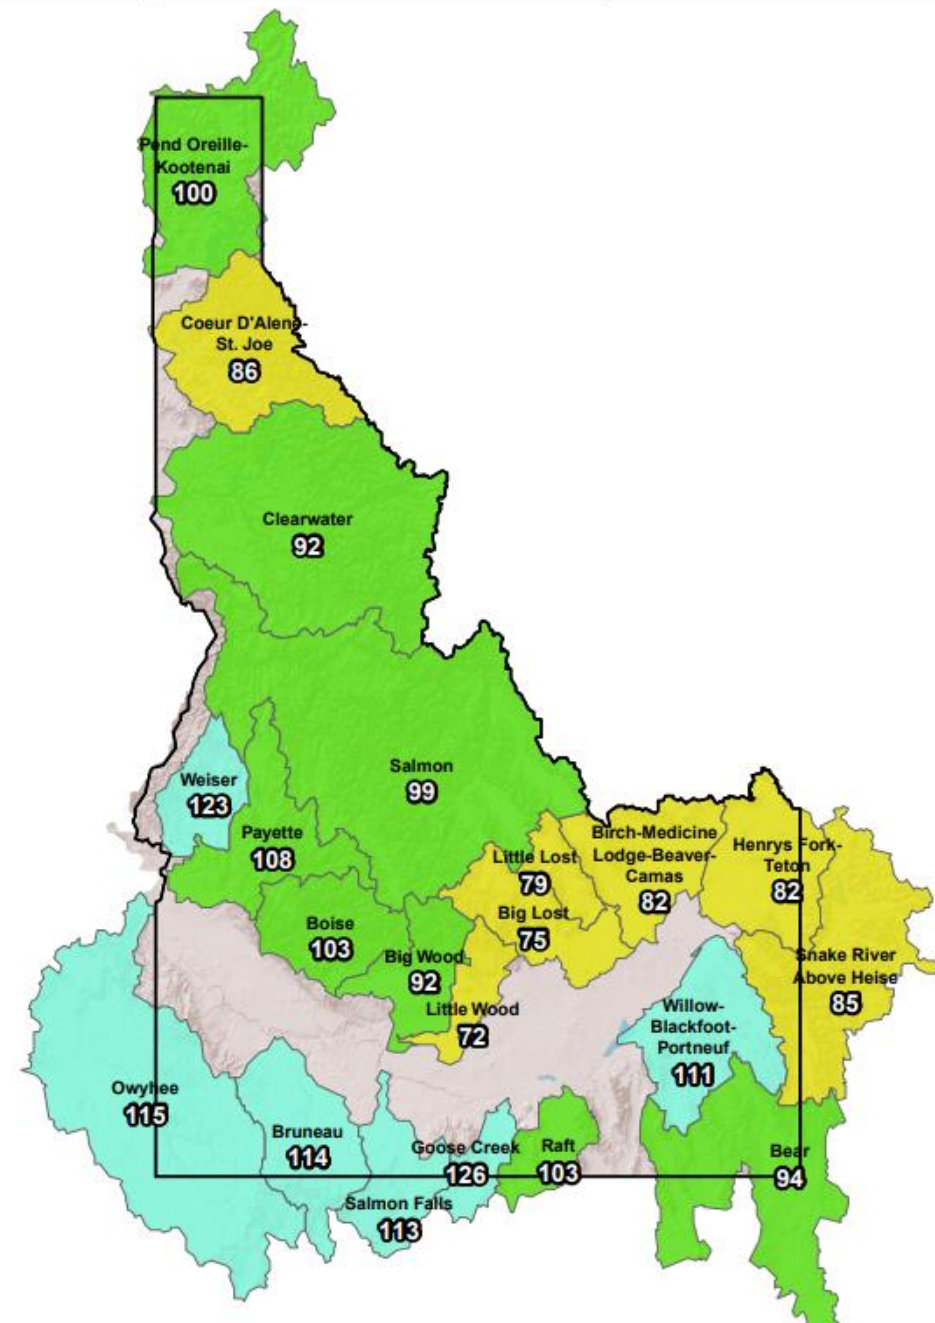 Pend Oreille-
Kootenai
100
Coeur D'Alene-
St. Joe
86
Clearwater
92
Salmon
99
Weiser
123
Payette
108
Boise
103
Big Wood
92
Little Lost
79
Big Lost
75
Little Wood
72
Birch-Medicine
Lodge-Beaver-
Camas
82
Henrys Fork-
Teton
82
Snake River
Above Heise
85
Willow-
Blackfoot-
Portneuf
111
Owyhee
115
Bruneau
114
Goose Creek
126
Salmon Falls
113
Raft
103
Bear
94